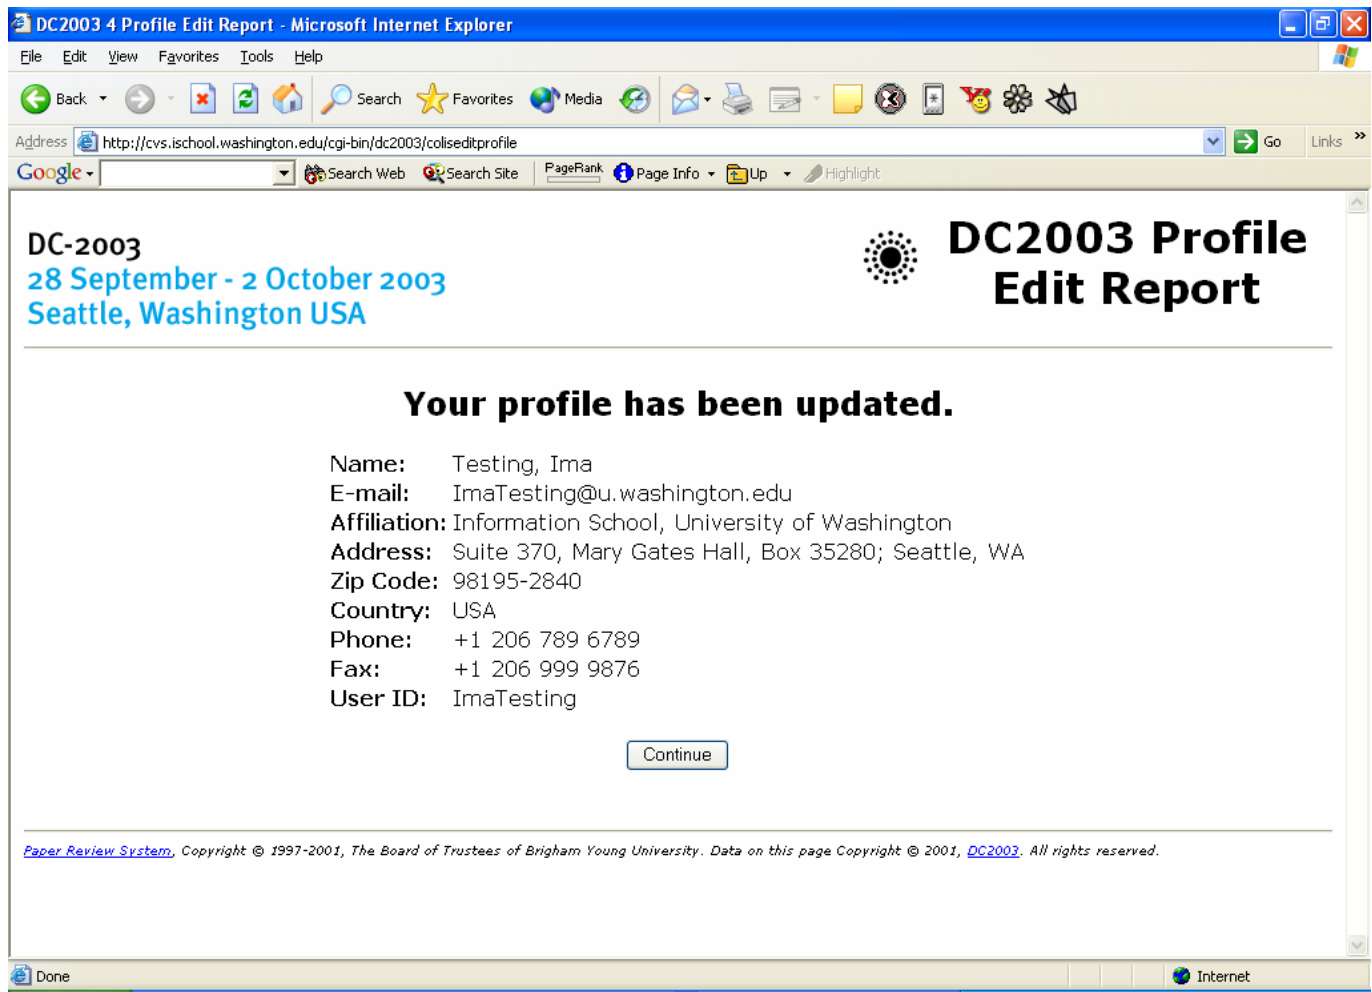 DC2003 4 Profile Edit Report - Microsoft Internet Explorer
File Edit View Favorites Tools Help
Back Search Favorites Media
Address http://cvs.ischool.washington.edu/cgi-bin/dc2003/coliseditprofile Go Links »
Google Search Web Search Site PageRank Page Info Up Highlight
DC-2003
28 September - 2 October 2003
Seattle, Washington USA
DC2003 Profile
Edit Report
Your profile has been updated.
Name: Testing, Ima
E-mail: ImaTesting@u.washington.edu
Affiliation: Information School, University of Washington
Address: Suite 370, Mary Gates Hall, Box 35280; Seattle, WA
Zip Code: 98195-2840
Country: USA
Phone: +1 206 789 6789
Fax: +1 206 999 9876
User ID: ImaTesting
Continue
Paper Review System, Copyright © 1997-2001, The Board of Trustees of Brigham Young University. Data on this page Copyright © 2001, DC2003. All rights reserved.
Done Internet